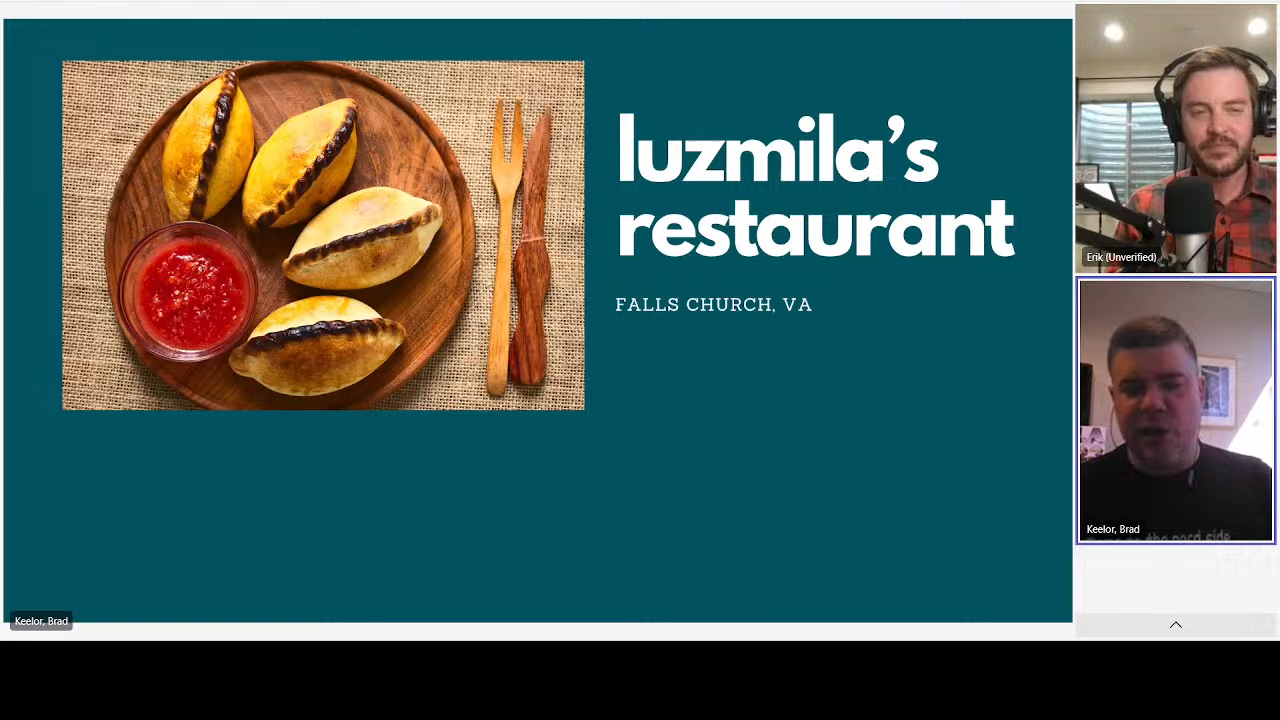 luzmila’s
restaurant
FALLS CHURCH, VA
Erik (Unverified)
Keelor, Brad
Keelor, Brad